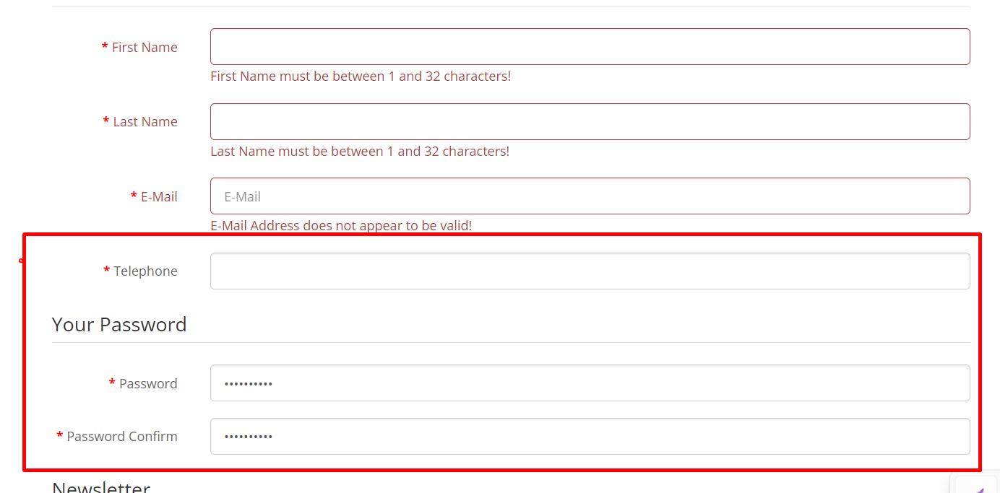 * First Name
First Name must be between 1 and 32 characters!
* Last Name
Last Name must be between 1 and 32 characters!
* E-Mail
E-Mail
E-Mail Address does not appear to be valid!
* Telephone
Your Password
* Password
••••••••••
* Password Confirm
••••••••••
Newsletter